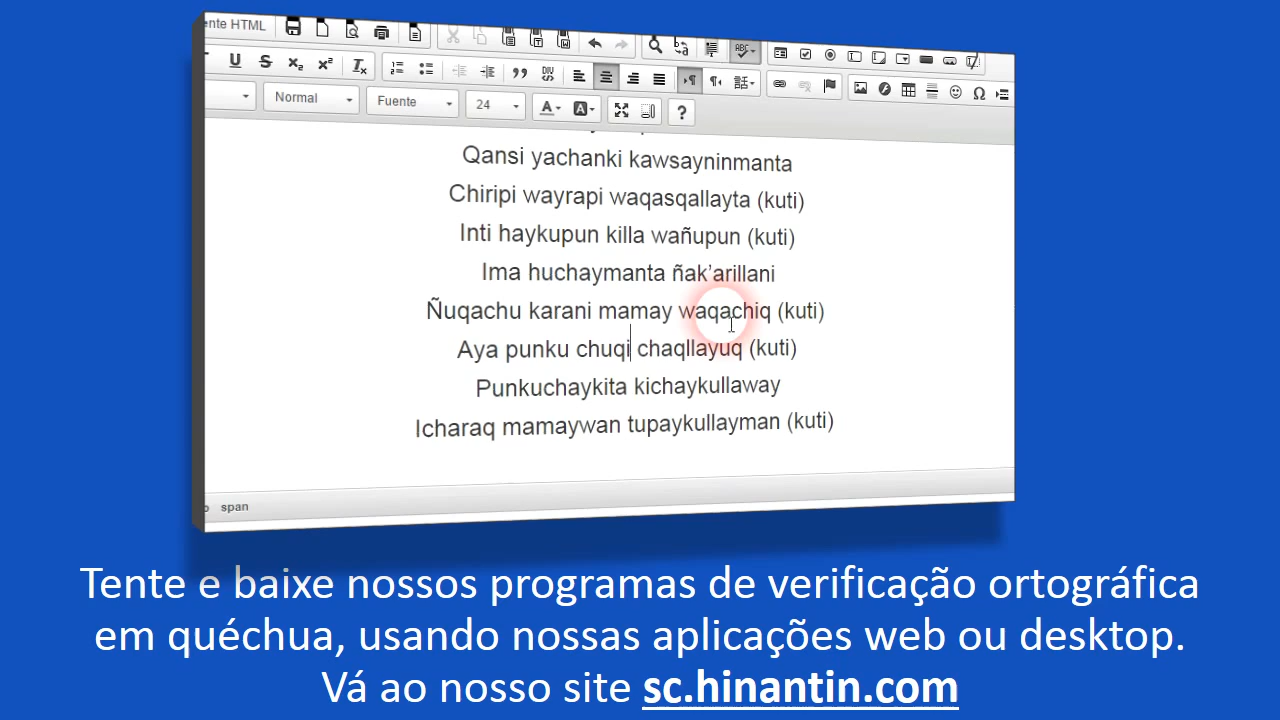 ente HTML
Normal Fuente 24
Qansi yachanki kawsayninmanta
Chiripi wayrapi waqasqallayta (kuti)
Inti haykupun killa wañupun (kuti)
Ima huchaymanta ñak'arillani
Ñuqachu karani mamay waqachiq (kuti)
Aya punku chuqi chaqllayuq (kuti)
Punkuchaykita kichaykullaway
Icharaq mamaywan tupaykullayman (kuti)
span
Tente e baixe nossos programas de verificação ortográfica
em quéchua, usando nossas aplicações web ou desktop.
Vá ao nosso site sc.hinantin.com